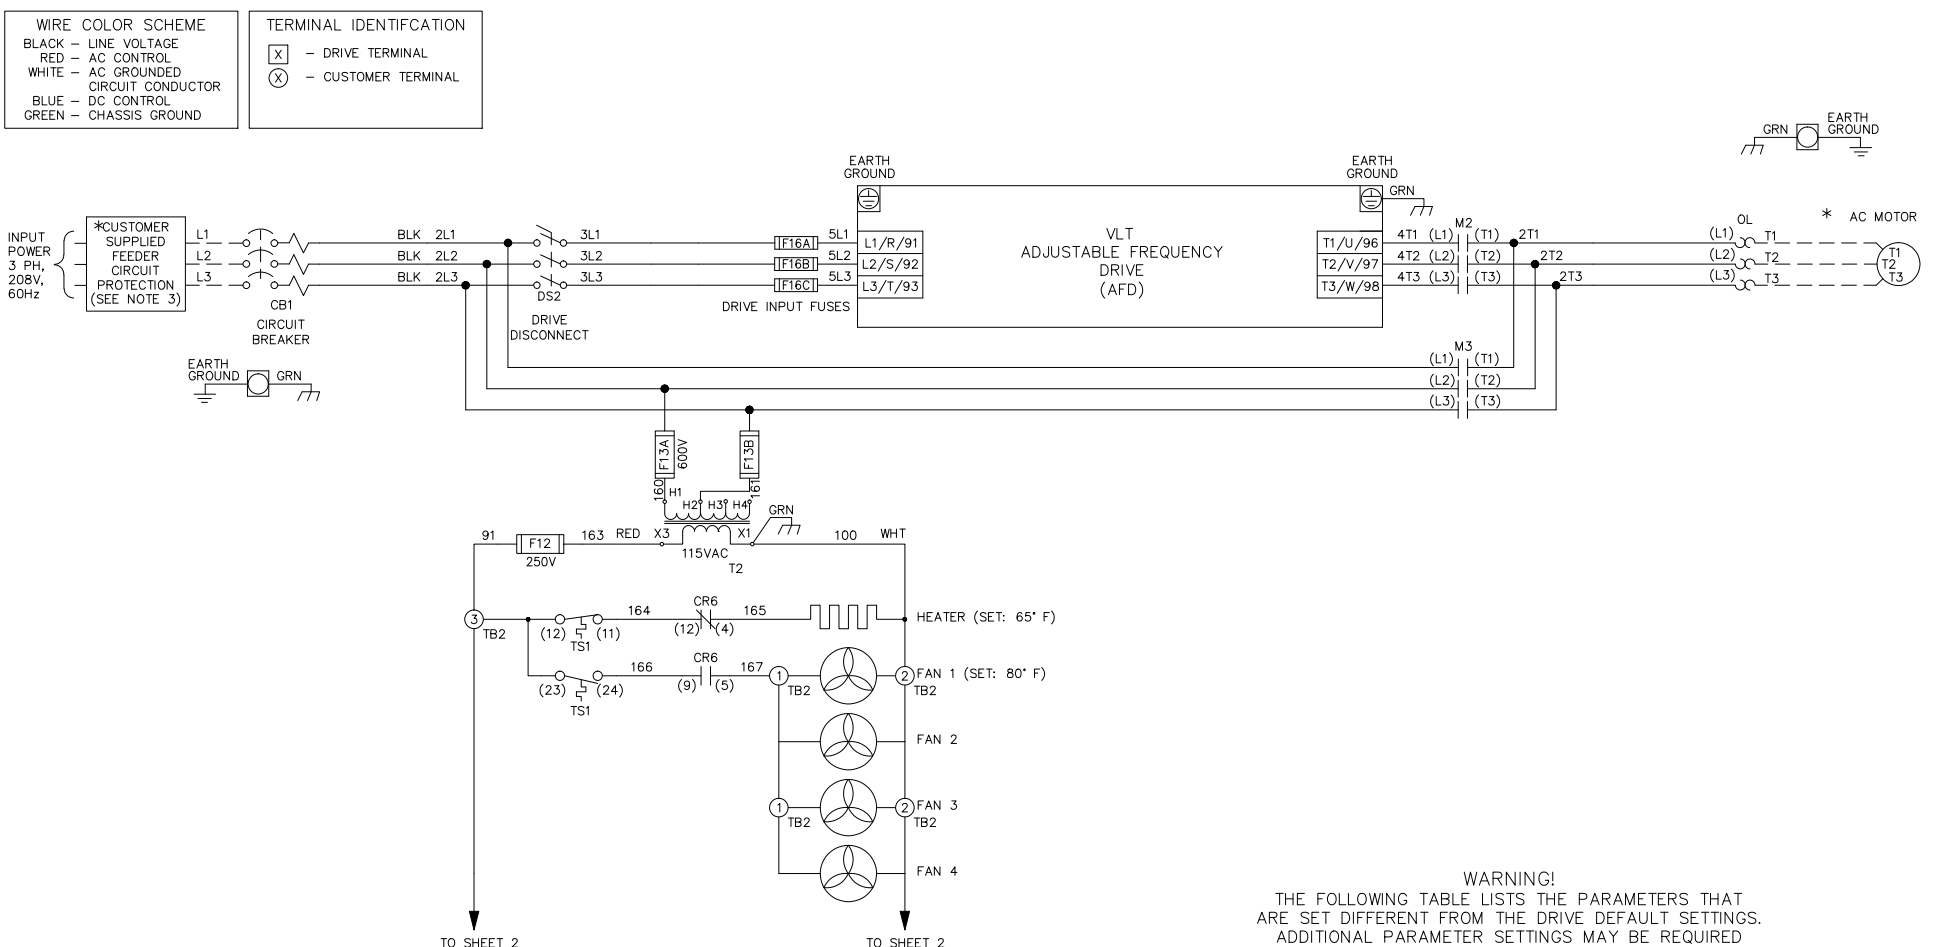 WIRE COLOR SCHEME
BLACK – LINE VOLTAGE
RED – AC CONTROL
WHITE – AC GROUNDED
CIRCUIT CONDUCTOR
BLUE – DC CONTROL
GREEN – CHASSIS GROUND
TERMINAL IDENTIFCATION
X – DRIVE TERMINAL
X – CUSTOMER TERMINAL
GRN
EARTH
GROUND
INPUT
POWER
3 PH,
208V,
60Hz
*CUSTOMER
SUPPLIED
FEEDER
CIRCUIT
PROTECTION
(SEE NOTE 3)
L1
L2
L3
CB1
CIRCUIT
BREAKER
BLK 2L1
BLK 2L2
BLK 2L3
3L1
3L2
3L3
DS2
DRIVE
DISCONNECT
F16A
F16B
F16C
DRIVE INPUT FUSES
5L1
5L2
5L3
EARTH
GROUND
L1/R/91
L2/S/92
L3/T/93
VLT
ADJUSTABLE FREQUENCY
DRIVE
(AFD)
EARTH
GROUND
GRN
T1/U/96
T2/V/97
T3/W/98
4T1 (L1) M2 (T1) 2T1
4T2 (L2) (T2) 2T2
4T3 (L3) (T3) 2T3
OL
(L1) T1
(L2) T2
(L3) T3
* AC MOTOR
T1
T2
T3
EARTH
GROUND
GRN
M3
(L1) (T1)
(L2) (T2)
(L3) (T3)
F13A
600V
F13B
160
H1
H2
H3
H4
161
GRN
91
F12
250V
163
RED
X3
X1
115VAC
T2
100
WHT
3
TB2
(12)
(11)
TS1
164
CR6
(12)
(4)
165
HEATER (SET: 65° F)
(23)
(24)
TS1
166
CR6
(9)
(5)
167
1
TB2
2
TB2
FAN 1 (SET: 80° F)
FAN 2
1
TB2
2
TB2
FAN 3
FAN 4
TO SHEET 2
TO SHEET 2
WARNING!
THE FOLLOWING TABLE LISTS THE PARAMETERS THAT
ARE SET DIFFERENT FROM THE DRIVE DEFAULT SETTINGS.
ADDITIONAL PARAMETER SETTINGS MAY BE REQUIRED